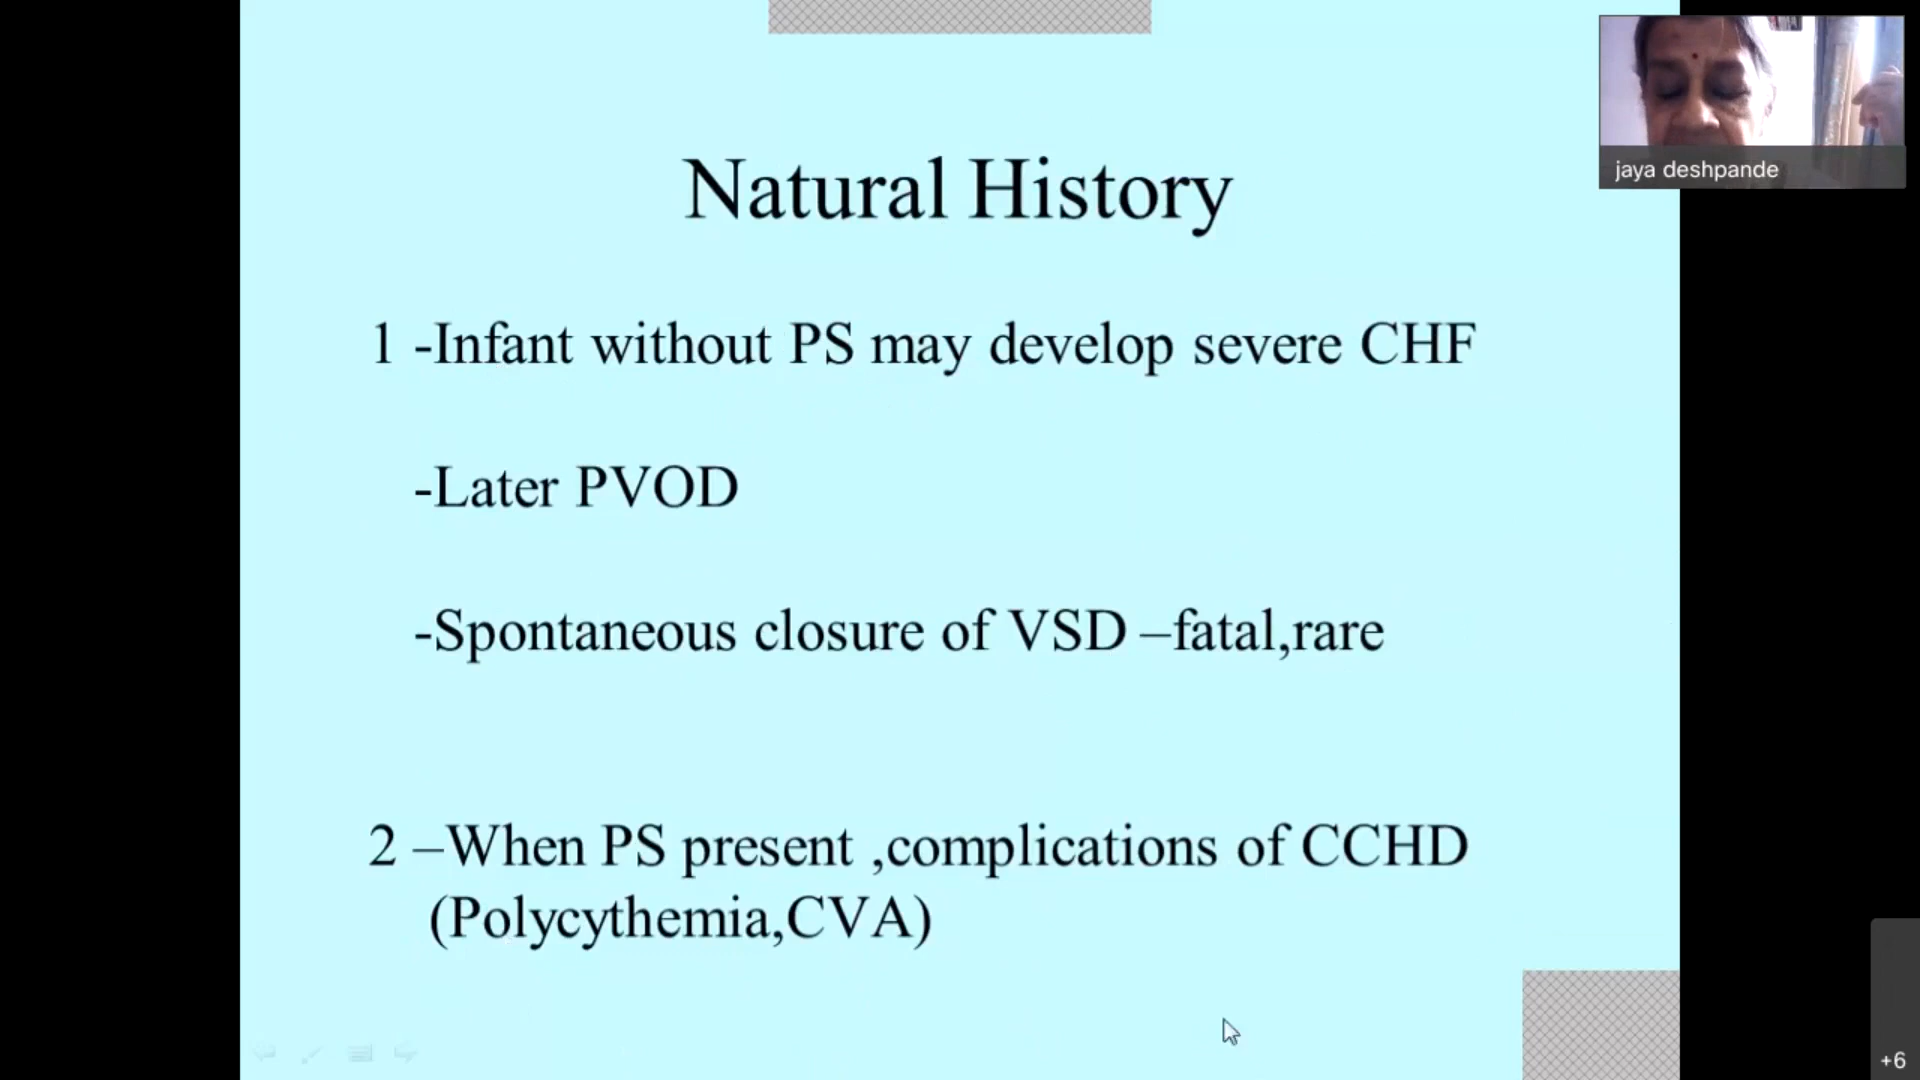 Natural History
jaya deshpande
1 -Infant without PS may develop severe CHF
-Later PVOD
-Spontaneous closure of VSD –fatal,rare
2 –When PS present ,complications of CCHD
(Polycythemia,CVA)
+6